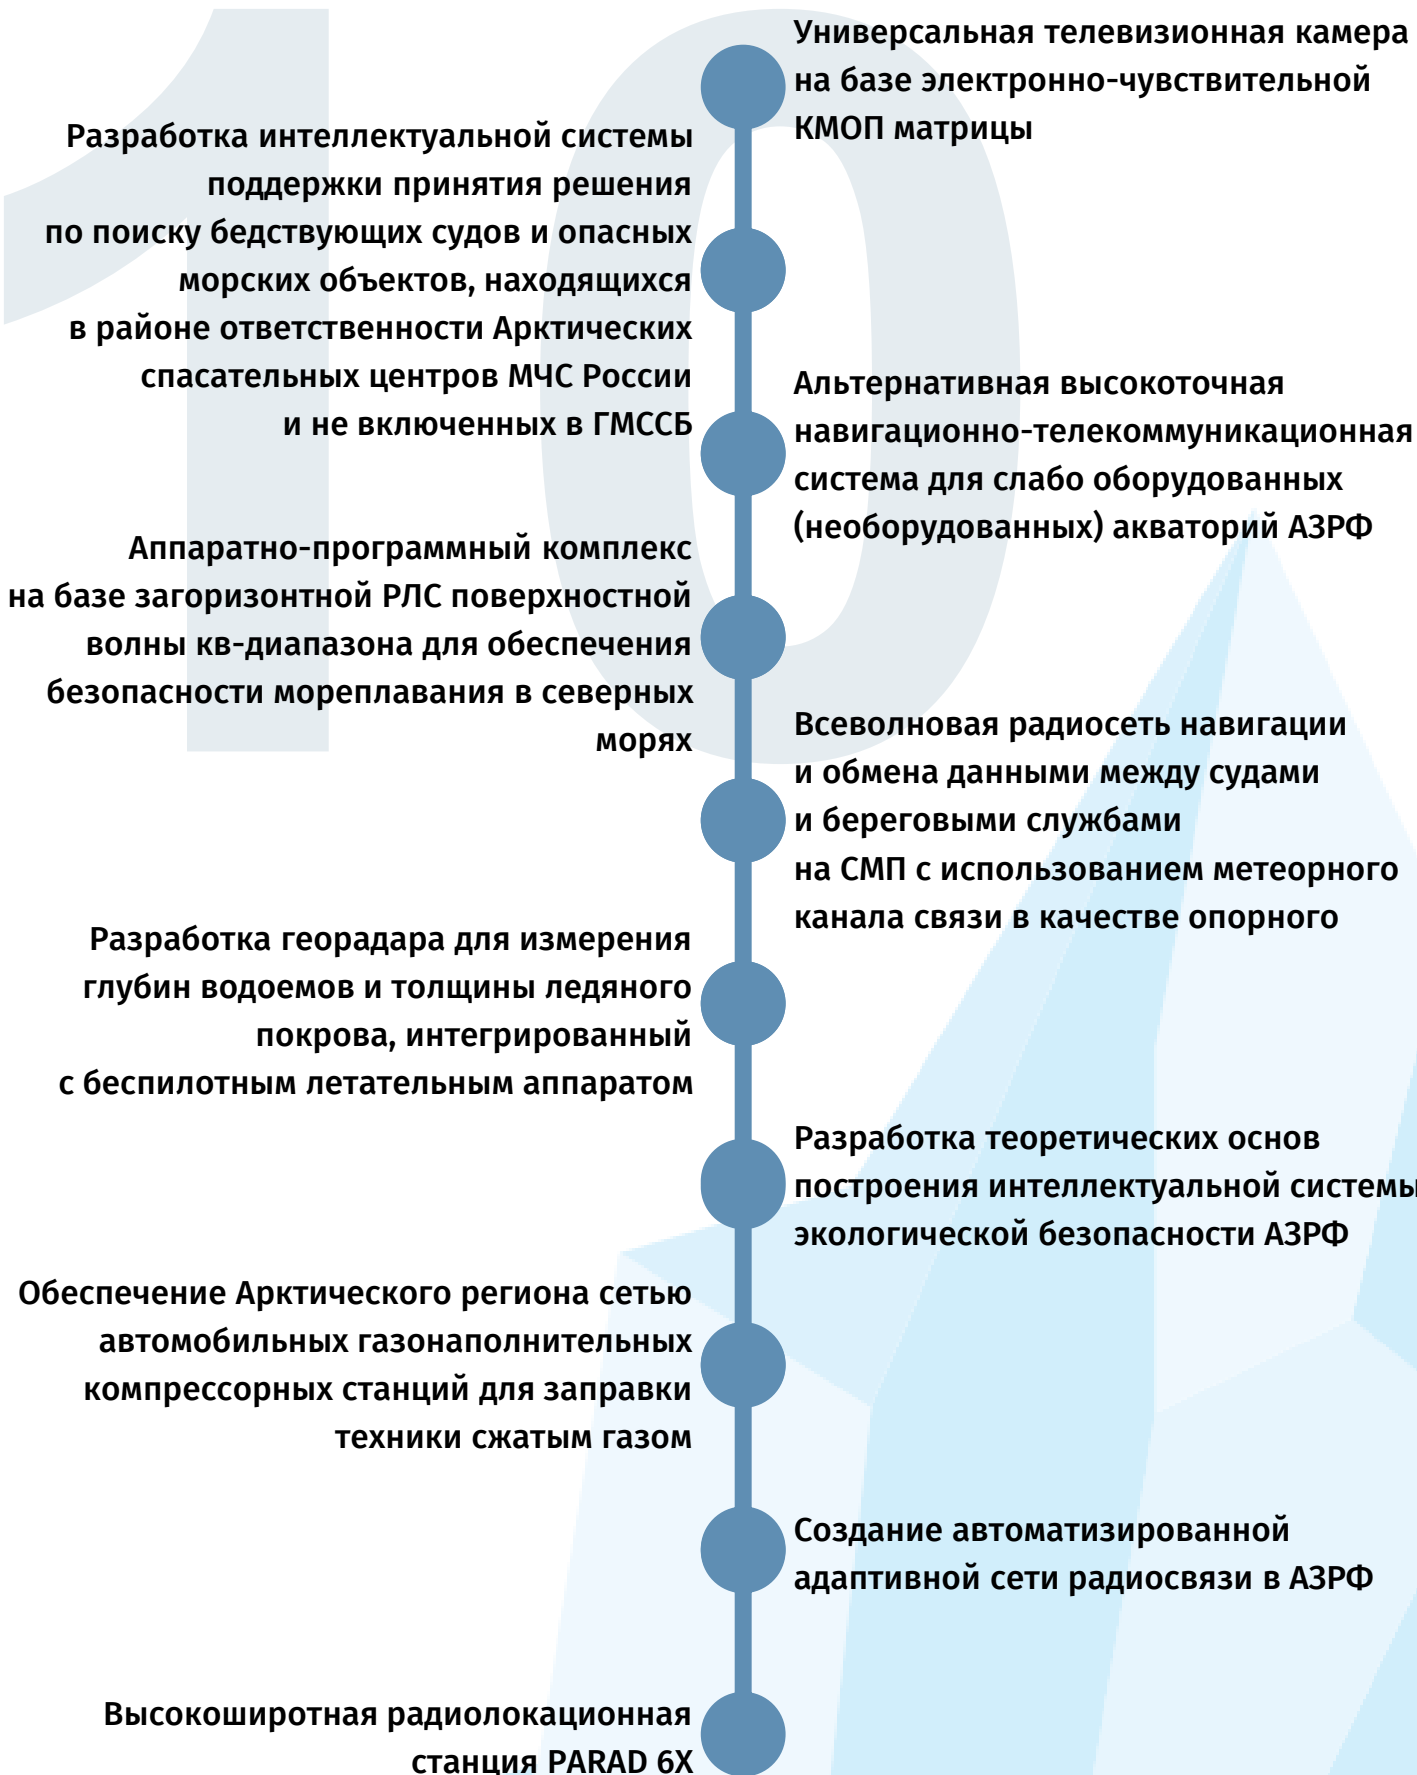 10
Универсальная телевизионная камера
на базе электронно-чувствительной
КМОП матрицы
Разработка интеллектуальной системы
поддержки принятия решения
по поиску бедствующих судов и опасных
морских объектов, находящихся
в районе ответственности Арктических
спасательных центров МЧС России
и не включенных в ГМССБ
Альтернативная высокоточная
навигационно-телекоммуникационная
система для слабо оборудованных
(необорудованных) акваторий АЗРФ
Аппаратно-программный комплекс
на базе загоризонтной РЛС поверхностной
волны кв-диапазона для обеспечения
безопасности мореплавания в северных
морях
Всеволновая радиосеть навигации
и обмена данными между судами
и береговыми службами
на СМП с использованием метеорного
канала связи в качестве опорного
Разработка георадара для измерения
глубин водоемов и толщины ледяного
покрова, интегрированный
с беспилотным летательным аппаратом
Разработка теоретических основ
построения интеллектуальной системы
экологической безопасности АЗРФ
Обеспечение Арктического региона сетью
автомобильных газонаполнительных
компрессорных станций для заправки
техники сжатым газом
Создание автоматизированной
адаптивной сети радиосвязи в АЗРФ
Высокоширотная радиолокационная
станция PARAD 6X